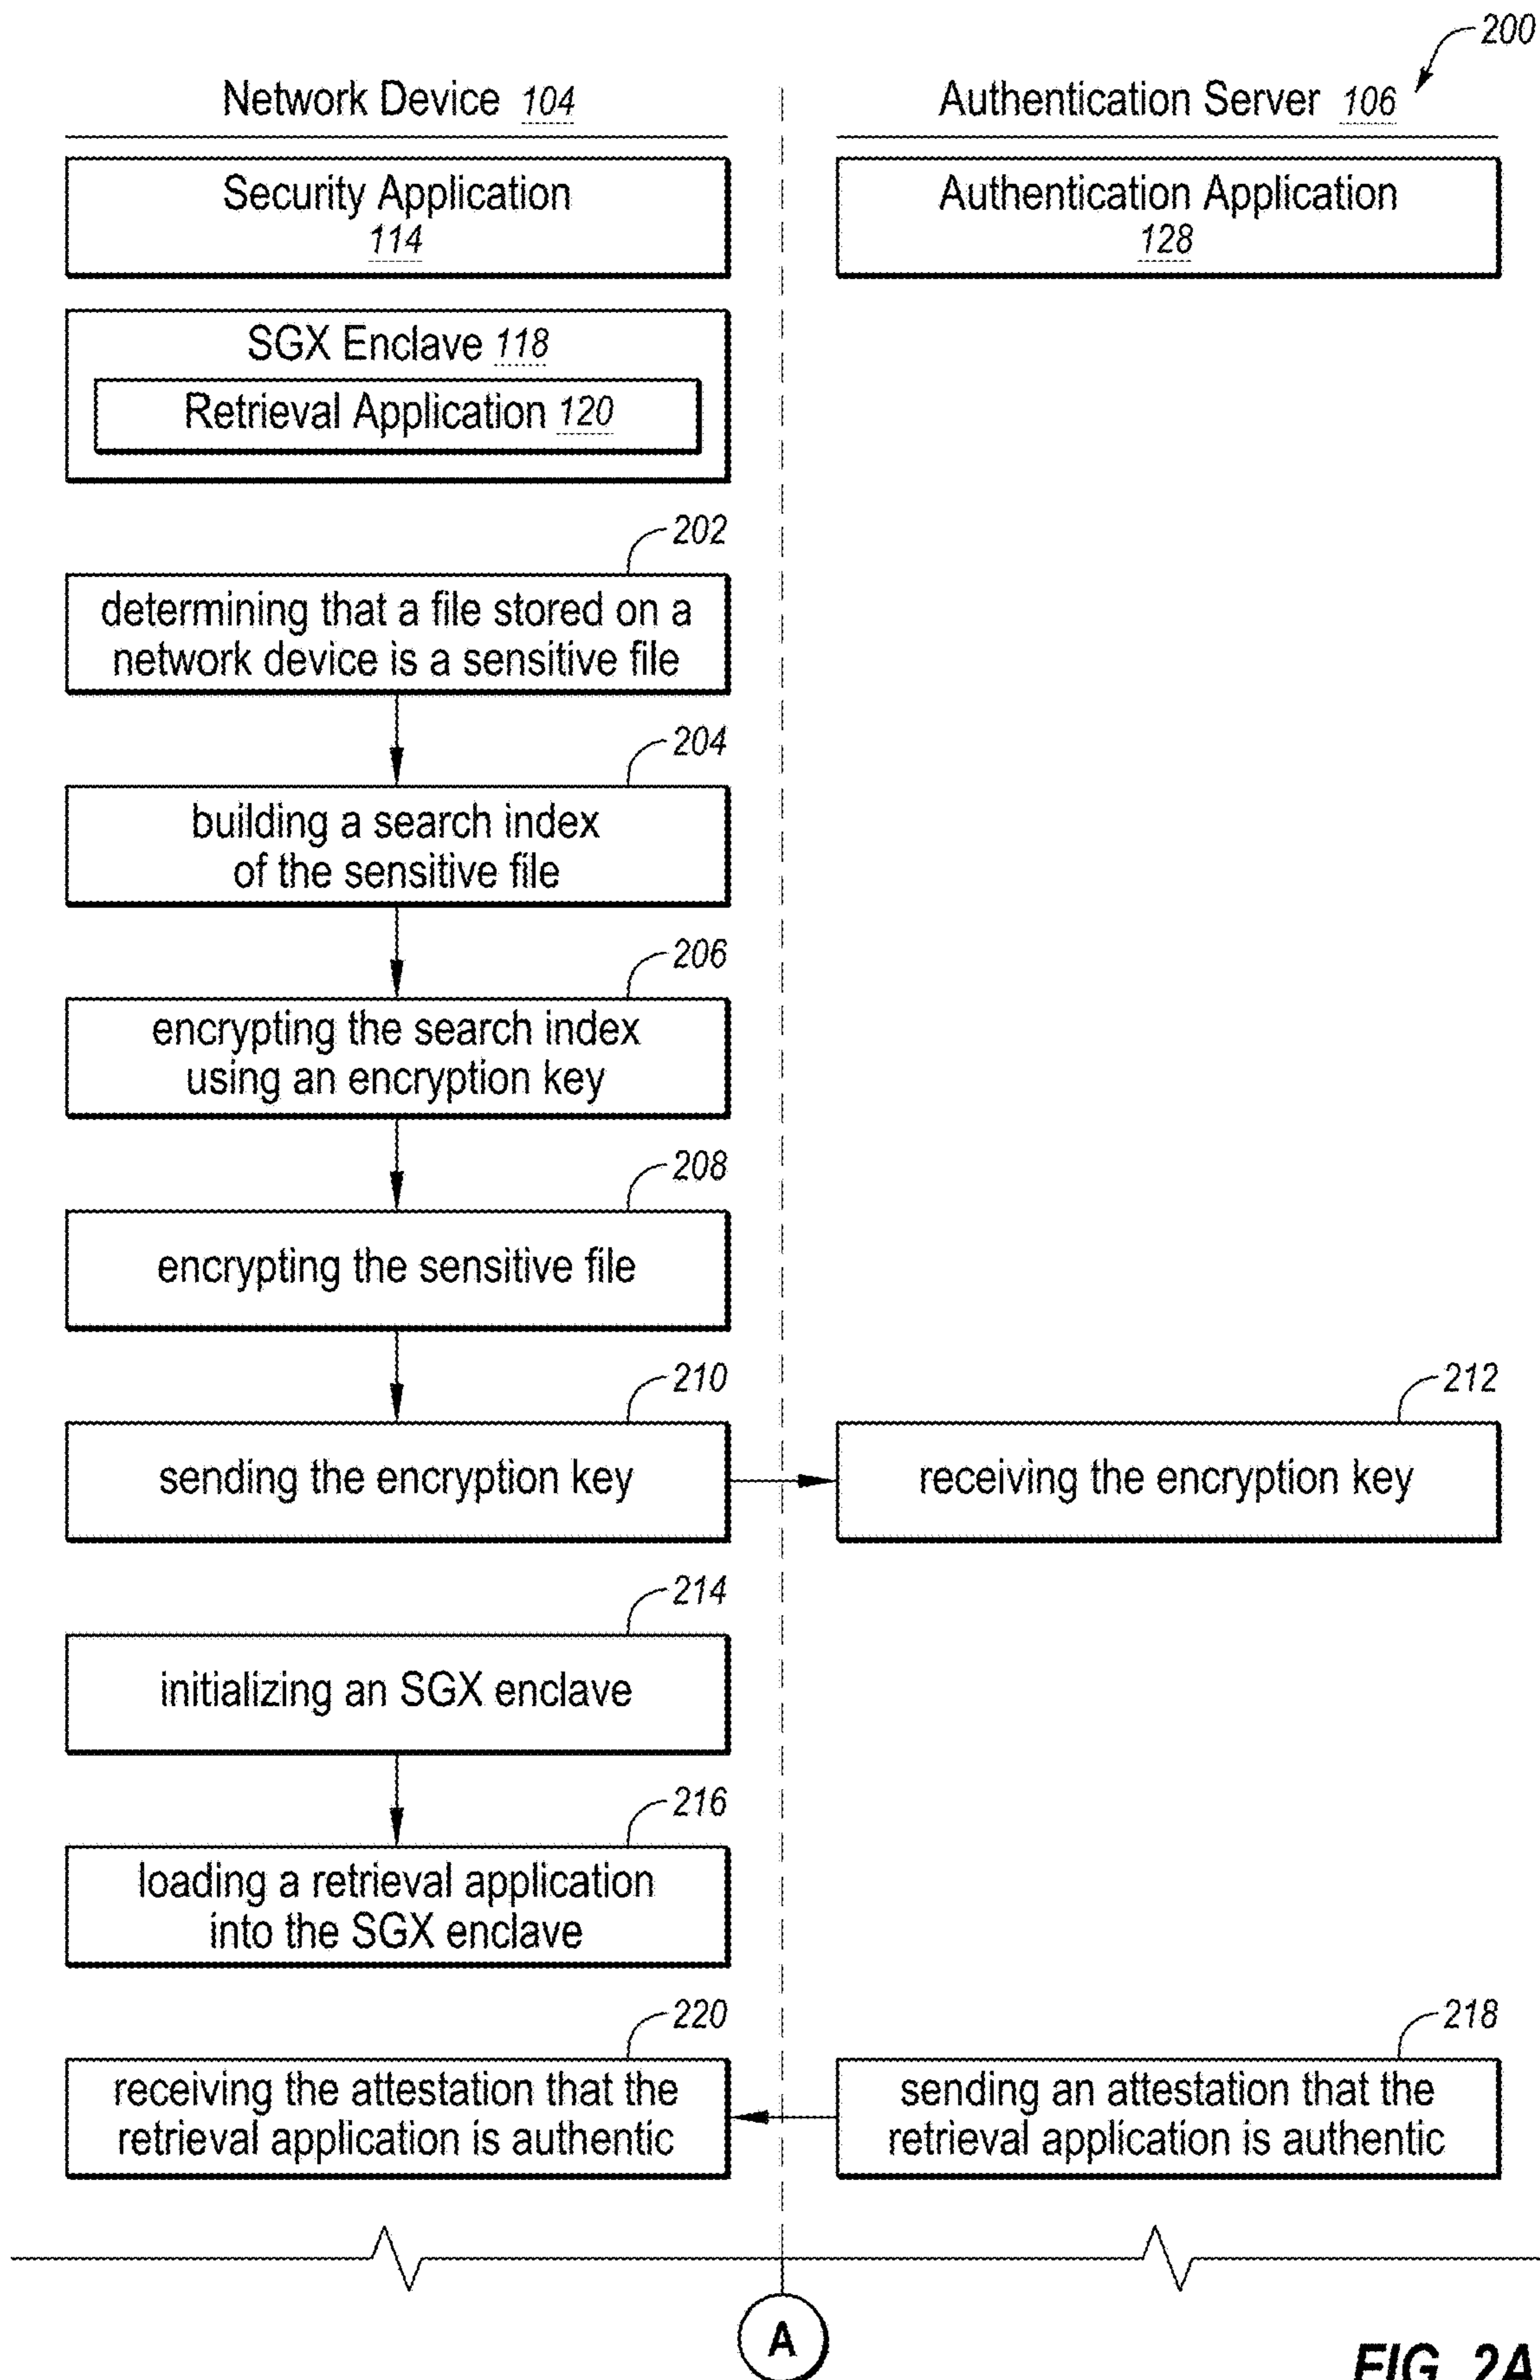 200
Network Device 104
Authentication Server 106
Security Application
114
Authentication Application
128
SGX Enclave 118
Retrieval Application 120
202
determining that a file stored on a
network device is a sensitive file
204
building a search index
of the sensitive file
206
encrypting the search index
using an encryption key
208
encrypting the sensitive file
210
sending the encryption key
212
receiving the encryption key
214
initializing an SGX enclave
216
loading a retrieval application
into the SGX enclave
220
receiving the attestation that the
retrieval application is authentic
218
sending an attestation that the
retrieval application is authentic
A
FIG. 2A